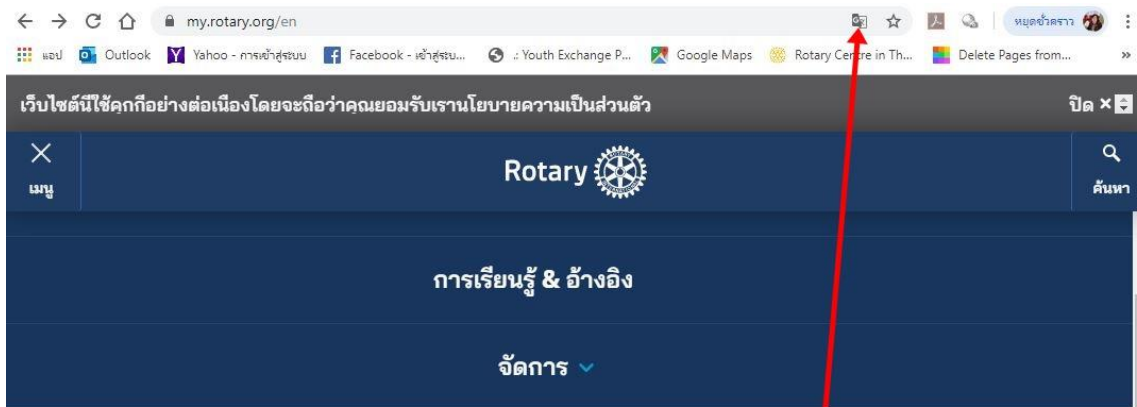 my.rotary.org/en
หยุดชั่วคราว
แอป Outlook Yahoo - การเข้าสู่ระบบ Facebook - เข้าสู่ระบ... .: Youth Exchange P... Google Maps Rotary Centre in Th... Delete Pages from... »
เว็บไซต์นี้ใช้คุกกี้อย่างต่อเนื่องโดยจะถือว่าคุณยอมรับเรานโยบายความเป็นส่วนตัว ปิด ×
Rotary
เมนู
ค้นหา
การเรียนรู้ & อ้างอิง
จัดการ